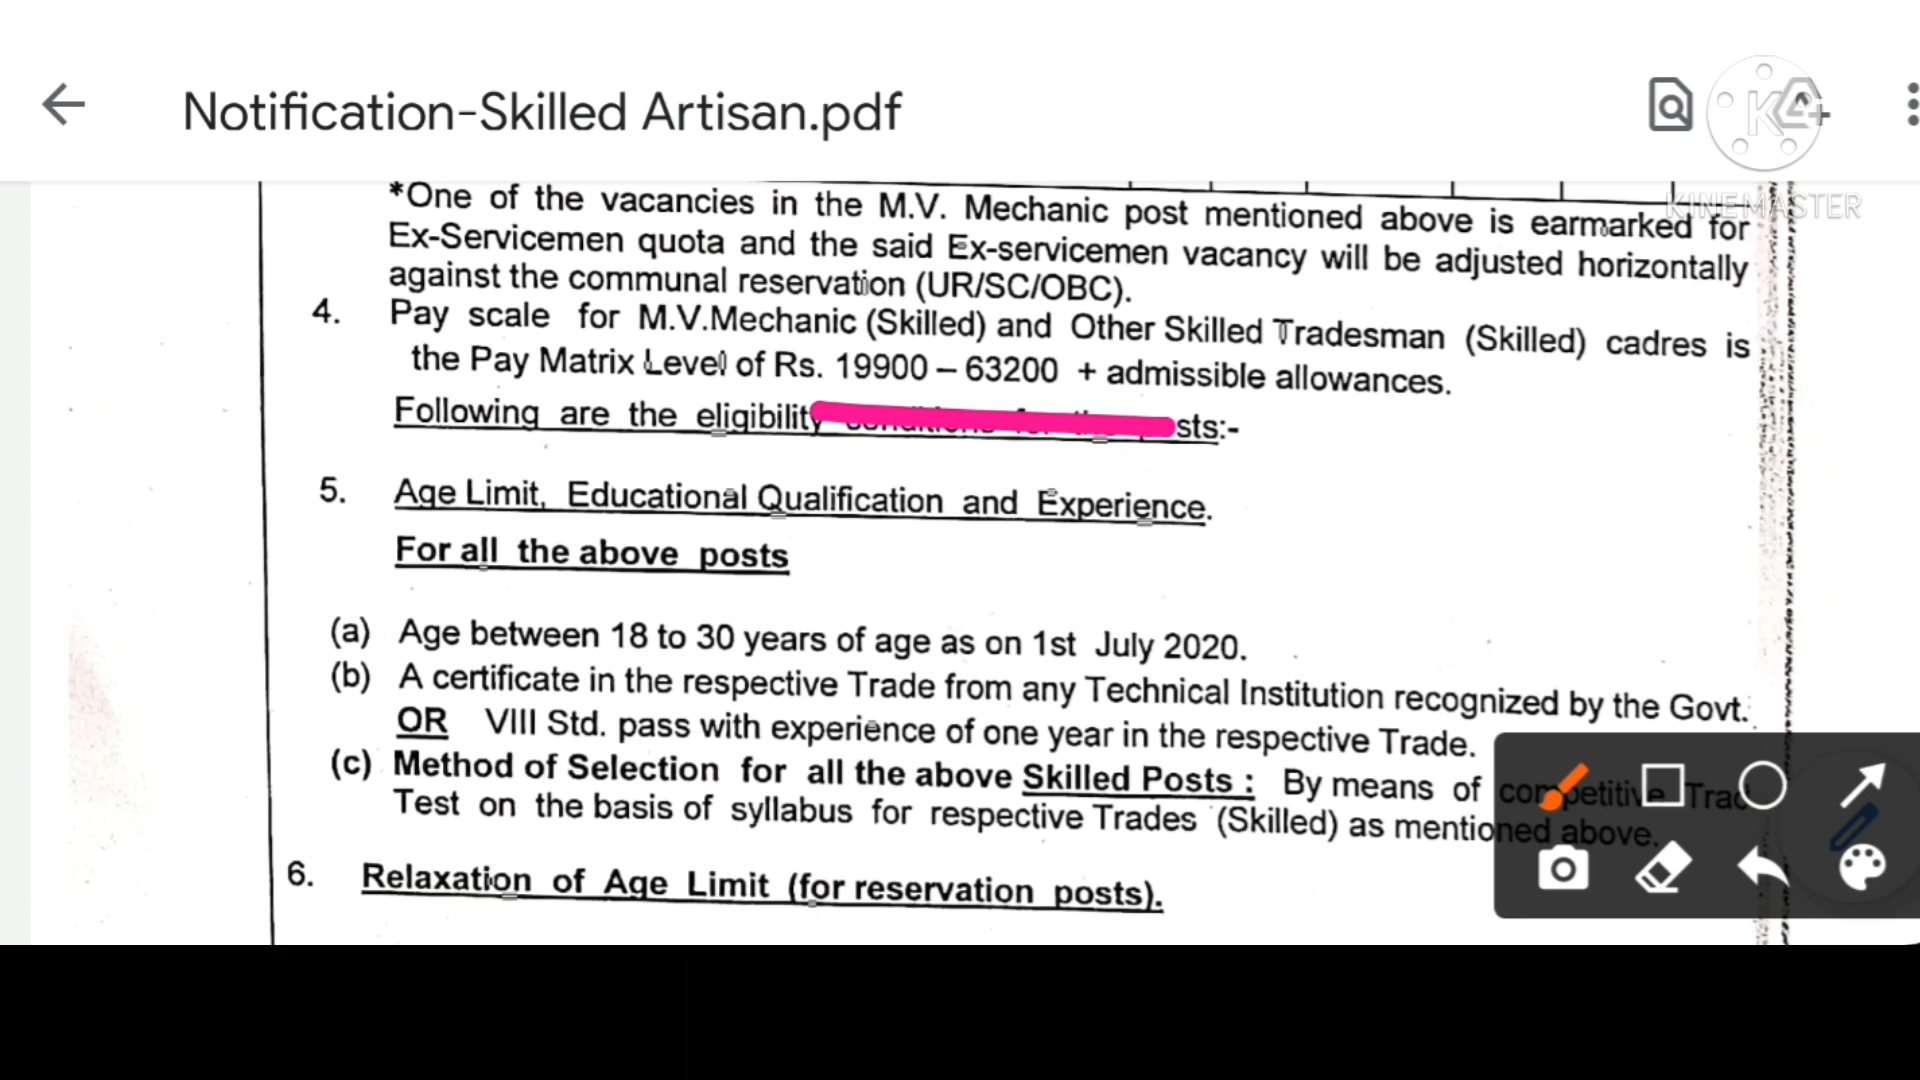 Notification-Skilled Artisan.pdf
KINEMASTER
*One of the vacancies in the M.V. Mechanic post mentioned above is earmarked for
Ex-Servicemen quota and the said Ex-servicemen vacancy will be adjusted horizontally
against the communal reservation (UR/SC/OBC).
4. Pay scale for M.V.Mechanic (Skilled) and Other Skilled Tradesman (Skilled) cadres is
the Pay Matrix Level of Rs. 19900 – 63200 + admissible allowances.
Following are the eligibility sts:-
5. Age Limit, Educational Qualification and Experience.
For all the above posts
(a) Age between 18 to 30 years of age as on 1st July 2020.
(b) A certificate in the respective Trade from any Technical Institution recognized by the Govt.
OR VIII Std. pass with experience of one year in the respective Trade.
(c) Method of Selection for all the above Skilled Posts : By means of competitive Trad
Test on the basis of syllabus for respective Trades (Skilled) as mentioned above.
6. Relaxation of Age Limit (for reservation posts).